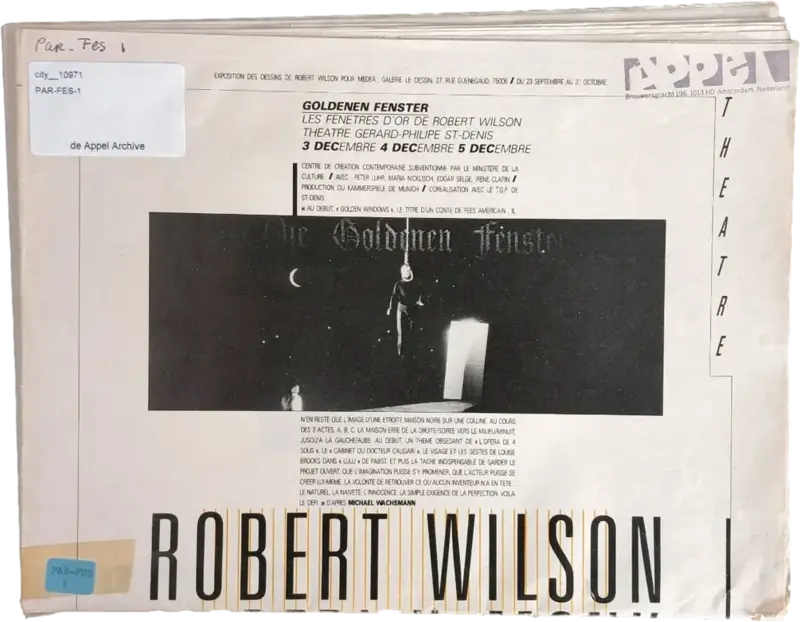 Par_Fes 1
city__10971
PAR-FES-1
de Appel Archive
EXPOSITION DES DESSINS DE ROBERT WILSON POUR MEDEA : GALERIE LE DESSIN, 27, RUE GUENEGAUD, 75006 / DU 23 SEPTEMBRE AU 31 OCTOBRE
appel
Brouwersgracht 196, 1013 HD Amsterdam, Nederland
THEATRE
GOLDENEN FENSTER
LES FENETRES D'OR DE ROBERT WILSON
THEATRE GERARD-PHILIPE ST-DENIS
3 DECEMBRE 4 DECEMBRE 5 DECEMBRE
CENTRE DE CREATION CONTEMPORAINE SUBVENTIONNE PAR LE MINISTERE DE LA
CULTURE / AVEC : PETER LUHR, MARIA NICKLISCH, EDGAR SELGE, IRENE CLARIN /
PRODUCTION DU KAMMERSPIELE DE MUNICH / COREALISATION AVEC LE T.G.P. DE
ST-DENIS
« AU DEBUT, « GOLDEN WINDOWS », LE TITRE D'UN CONTE DE FEES AMERICAIN : IL
Die Goldenen Fenste
N'EN RESTE QUE L'IMAGE D'UNE ETROITE MAISON NOIRE SUR UNE COLLINE. AU COURS
DES 3 ACTES, A, B, C, LA MAISON ERRE DE LA DROITE/SOIREE VERS LE MILIEU/MINUIT,
JUSQU'A LA GAUCHE/AUBE. AU DEBUT, UN THEME OBSEDANT DE « L'OPERA DE 4
SOUS », LE « CABINET DU DOCTEUR CALIGARI », LE VISAGE ET LES GESTES DE LOUISE
BROOKS DANS « LULU » DE PABST. ET PUIS LA TACHE INDISPENSABLE DE GARDER LE
PROJET OUVERT, QUE L'IMAGINATION PUISSE S'Y PROMENER, QUE L'ACTEUR PUISSE SE
CREER LUI-MEME. LA VOLONTE DE RETROUVER CE QU'AUCUN INVENTEUR N'A EN TETE :
LE NATUREL, LA NAIVETE, L'INNOCENCE. LA SIMPLE EXIGENCE DE LA PERFECTION VOILA
LE DEFI. » D'APRES MICHAEL WACHSMANN
ROBERT WILSON
PAR-FES
1